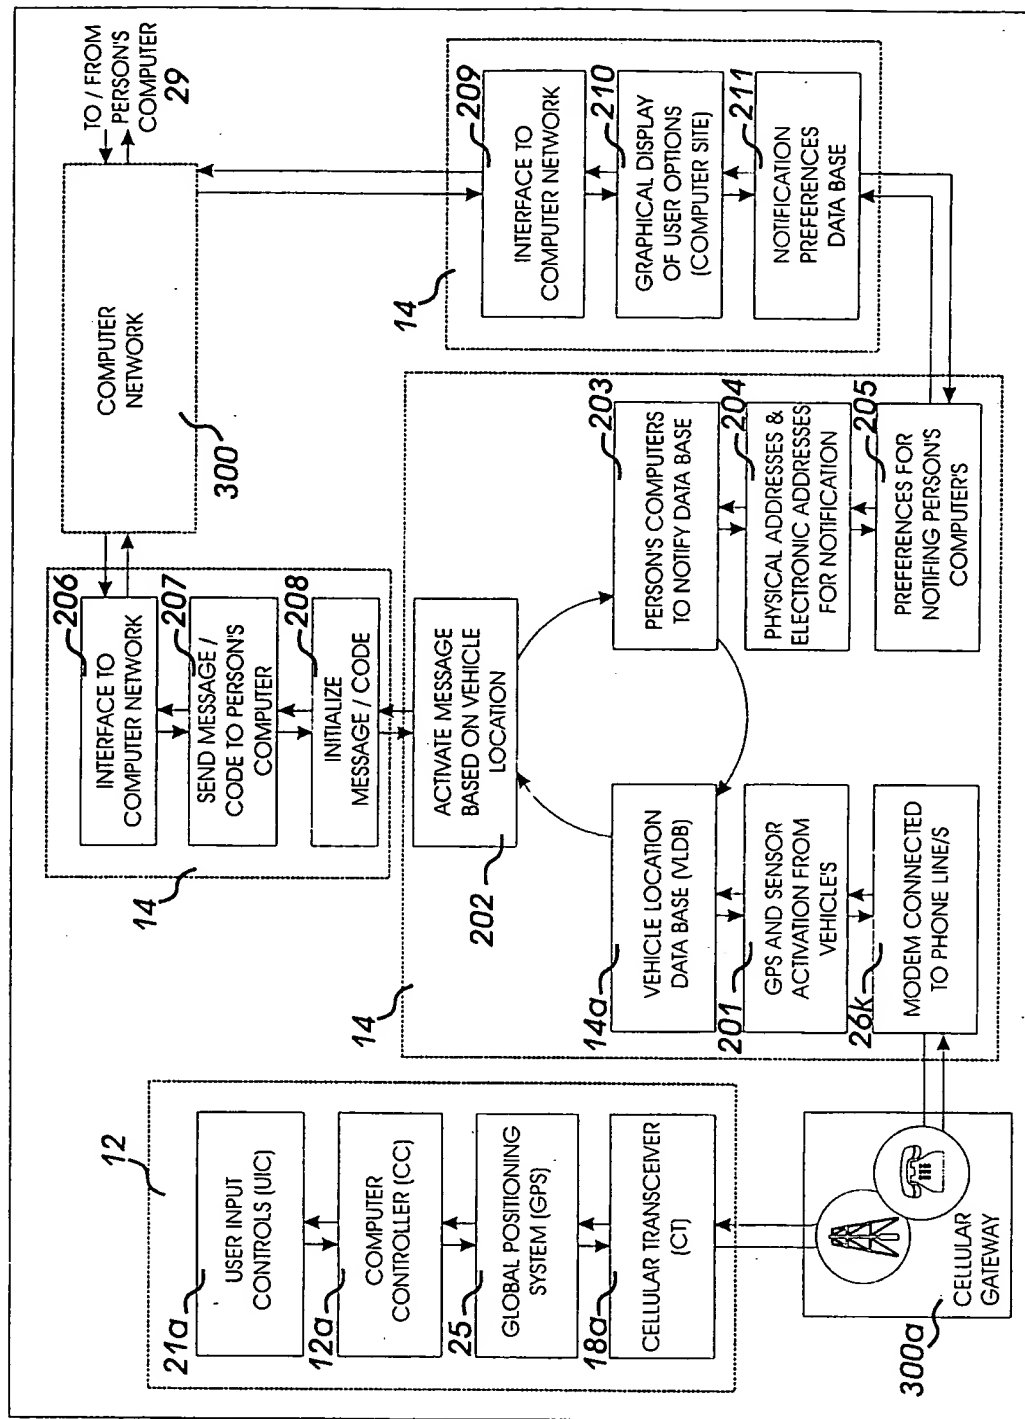 12
21a
USER INPUT
CONTROLS (UIC)
12a
COMPUTER
CONTROLLER (CC)
25
GLOBAL POSITIONING
SYSTEM (GPS)
18a
CELLULAR TRANSCEIVER
(CT)
300a
CELLULAR
GATEWAY
14
206
INTERFACE TO
COMPUTER NETWORK
207
SEND MESSAGE /
CODE TO PERSON'S
COMPUTER
208
INITIALIZE
MESSAGE / CODE
14
202
ACTIVATE MESSAGE
BASED ON VEHICLE
LOCATION
14a
VEHICLE LOCATION
DATA BASE (VLDB)
201
GPS AND SENSOR
ACTIVATION FROM
VEHICLE'S
26k
MODEM CONNECTED
TO PHONE LINE/S
203
PERSON'S COMPUTERS
TO NOTIFY DATA BASE
204
PHYSICAL ADDRESSES &
ELECTRONIC ADDRESSES
FOR NOTIFICATION
205
PREFERENCES FOR
NOTIFYING PERSON'S
COMPUTER'S
300
COMPUTER
NETWORK
TO / FROM
PERSON'S
COMPUTER
29
14
209
INTERFACE TO
COMPUTER NETWORK
210
GRAPHICAL DISPLAY
OF USER OPTIONS
(COMPUTER SITE)
211
NOTIFICATION
PREFERENCES
DATA BASE